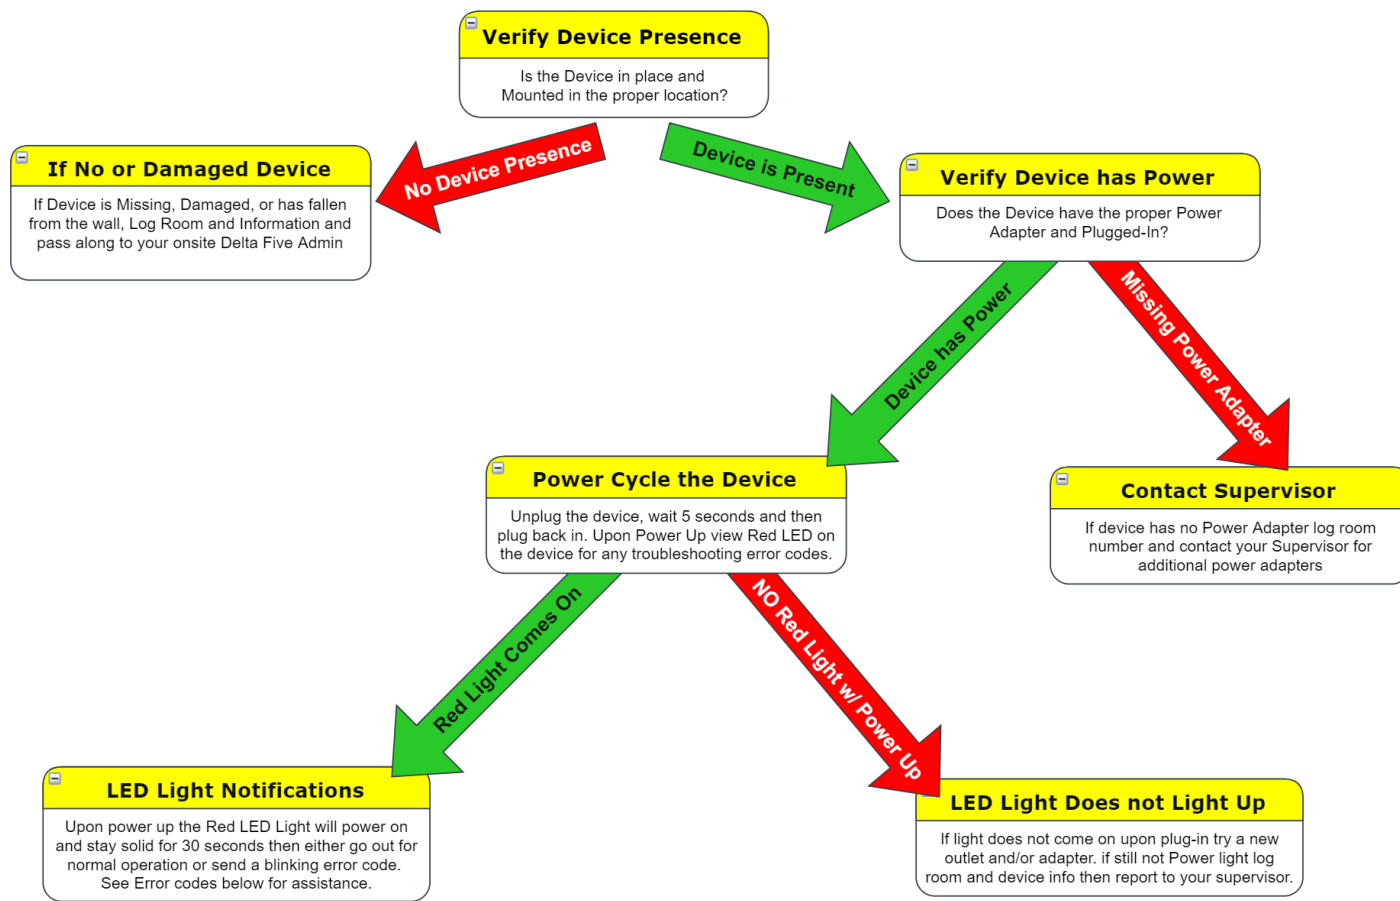 Verify Device Presence
Is the Device in place and
Mounted in the proper location?
No Device Presence
Device is Present
If No or Damaged Device
If Device is Missing, Damaged, or has fallen
from the wall, Log Room and Information and
pass along to your onsite Delta Five Admin
Verify Device has Power
Does the Device have the proper Power
Adapter and Plugged-In?
Device has Power
Missing Power Adapter
Power Cycle the Device
Unplug the device, wait 5 seconds and then
plug back in. Upon Power Up view Red LED on
the device for any troubleshooting error codes.
Contact Supervisor
If device has no Power Adapter log room
number and contact your Supervisor for
additional power adapters
Red Light Comes On
NO Red Light w/ Power Up
LED Light Notifications
Upon power up the Red LED Light will power on
and stay solid for 30 seconds then either go out for
normal operation or send a blinking error code.
See Error codes below for assistance.
LED Light Does not Light Up
If light does not come on upon plug-in try a new
outlet and/or adapter. if still not Power light log
room and device info then report to your supervisor.